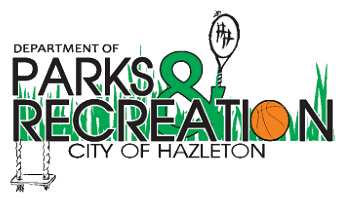 DEPARTMENT OF
PARKS &
RECREATION
CITY OF HAZLETON